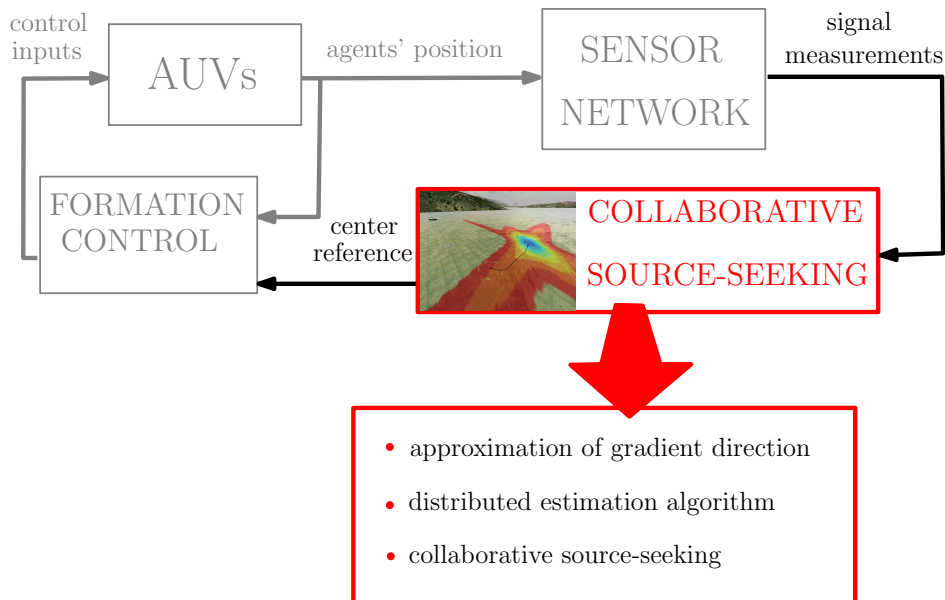 control
inputs
AUVs
agents' position
SENSOR
NETWORK
signal
measurements
FORMATION
CONTROL
center
reference
COLLABORATIVE
SOURCE-SEEKING
• approximation of gradient direction
• distributed estimation algorithm
• collaborative source-seeking